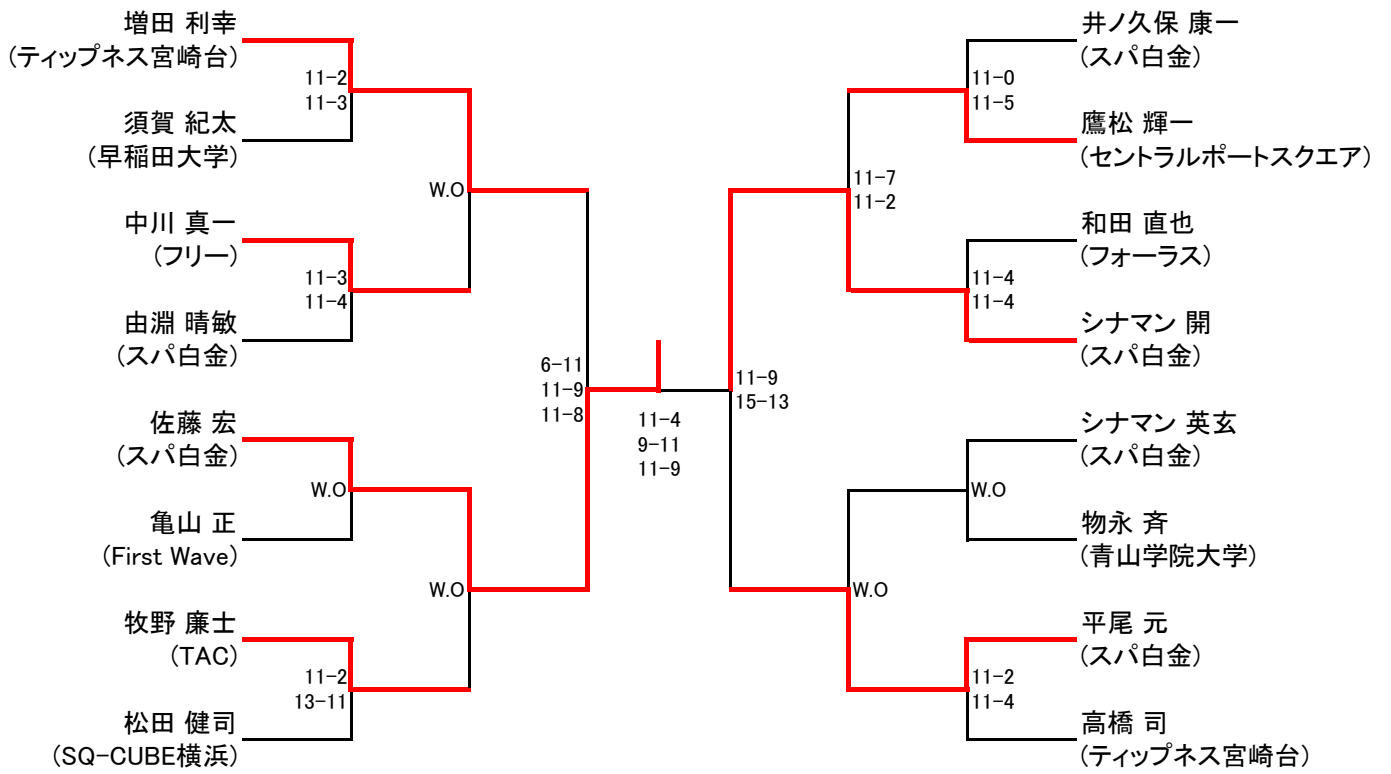 増田 利幸
(ティップネス宮崎台)
11-2
11-3
須賀 紀太
(早稲田大学)
W.O
中川 真一
(フリー)
11-3
11-4
由淵 晴敏
(スパ白金)
6-11
11-9
11-8
佐藤 宏
(スパ白金)
W.O
亀山 正
(First Wave)
W.O
牧野 廉士
(TAC)
11-2
13-11
松田 健司
(SQ-CUBE横浜)
11-4
9-11
11-9
井ノ久保 康一
(スパ白金)
11-0
11-5
鷹松 輝一
(セントラルポートスクエア)
11-7
11-2
和田 直也
(フォーラス)
11-4
11-4
シナマン 開
(スパ白金)
11-9
15-13
シナマン 英玄
(スパ白金)
W.O
物永 斉
(青山学院大学)
W.O
平尾 元
(スパ白金)
11-2
11-4
高橋 司
(ティップネス宮崎台)